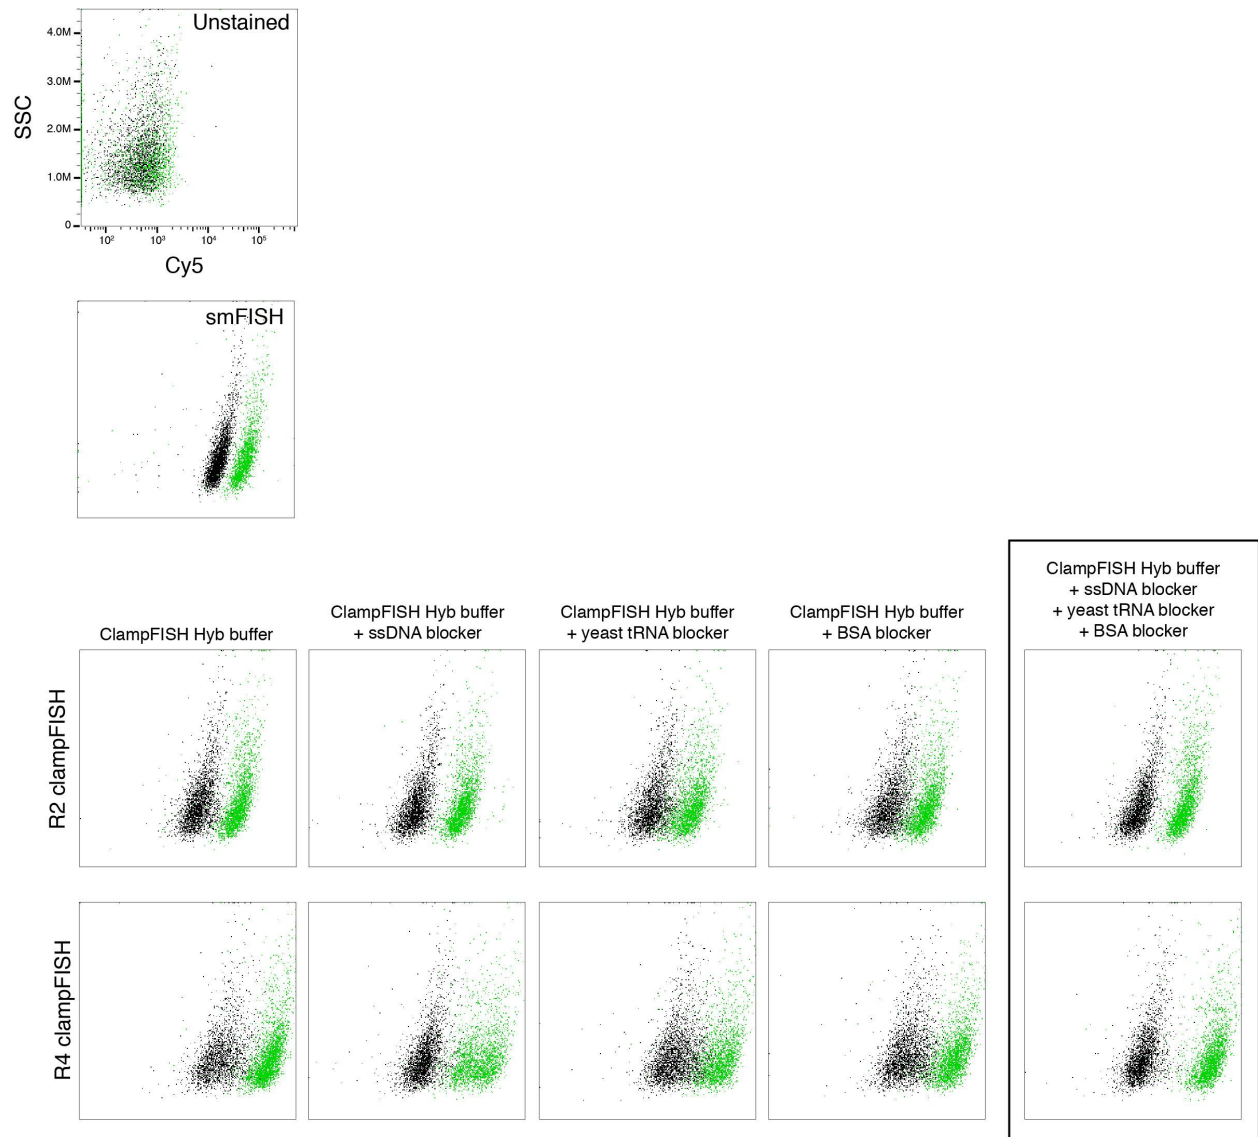 Unstained
4.0M
3.0M
2.0M
1.0M
0
SSC
10² 10³ 10⁴ 10⁵
Cy5
smFISH
ClampFISH Hyb buffer
ClampFISH Hyb buffer
+ ssDNA blocker
ClampFISH Hyb buffer
+ yeast tRNA blocker
ClampFISH Hyb buffer
+ BSA blocker
ClampFISH Hyb buffer
+ ssDNA blocker
+ yeast tRNA blocker
+ BSA blocker
R2 clampFISH
R4 clampFISH